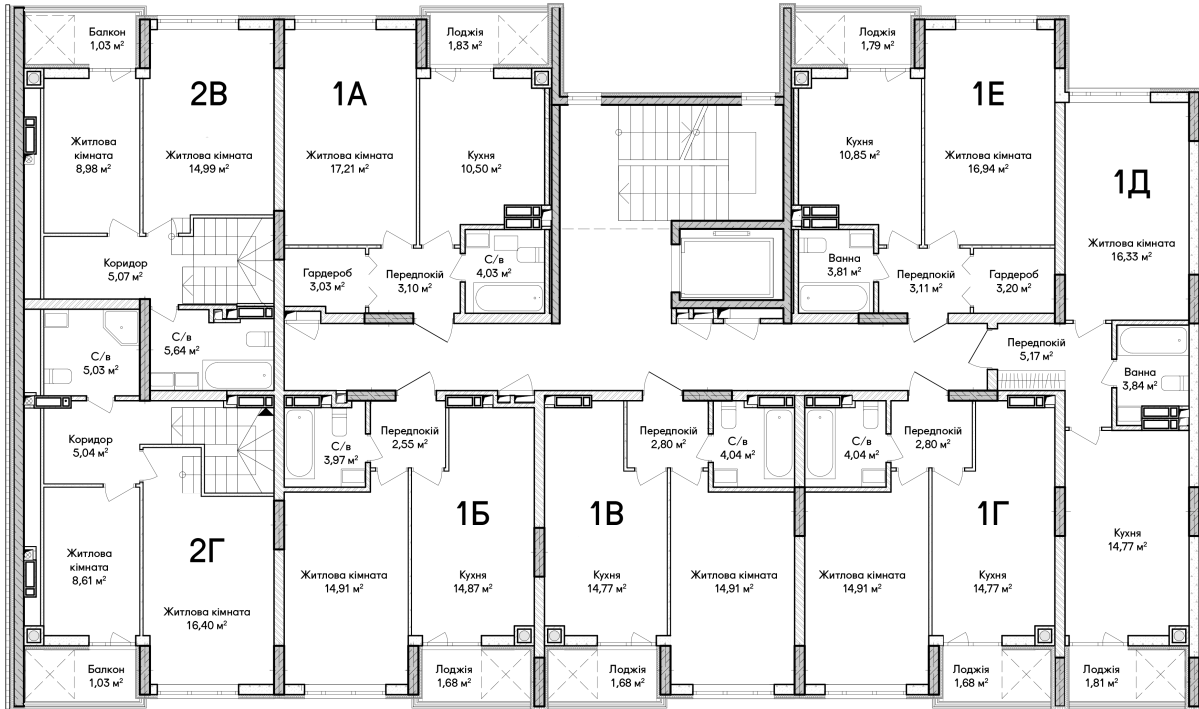 Балкон
1,03 м²
2В
Житлова
кімната
8,98 м²
Житлова кімната
14,99 м²
Коридор
5,07 м²
С/в
5,64 м²
1А
Житлова кімната
17,21 м²
Лоджія
1,83 м²
Кухня
10,50 м²
Гардероб
3,03 м²
Передпокій
3,10 м²
С/в
4,03 м²
Лоджія
1,79 м²
1Е
Кухня
10,85 м²
Житлова кімната
16,94 м²
Ванна
3,81 м²
Передпокій
3,11 м²
Гардероб
3,20 м²
1Д
Житлова кімната
16,33 м²
Передпокій
5,17 м²
Ванна
3,84 м²
Кухня
14,77 м²
Лоджія
1,81 м²
С/в
5,03 м²
Коридор
5,04 м²
2Г
Житлова
кімната
8,61 м²
Житлова кімната
16,40 м²
Балкон
1,03 м²
С/в
3,97 м²
Передпокій
2,55 м²
1Б
Житлова кімната
14,91 м²
Кухня
14,87 м²
Лоджія
1,68 м²
Передпокій
2,80 м²
С/в
4,04 м²
1В
Кухня
14,77 м²
Житлова кімната
14,91 м²
Лоджія
1,68 м²
С/в
4,04 м²
Передпокій
2,80 м²
1Г
Житлова кімната
14,91 м²
Кухня
14,77 м²
Лоджія
1,68 м²